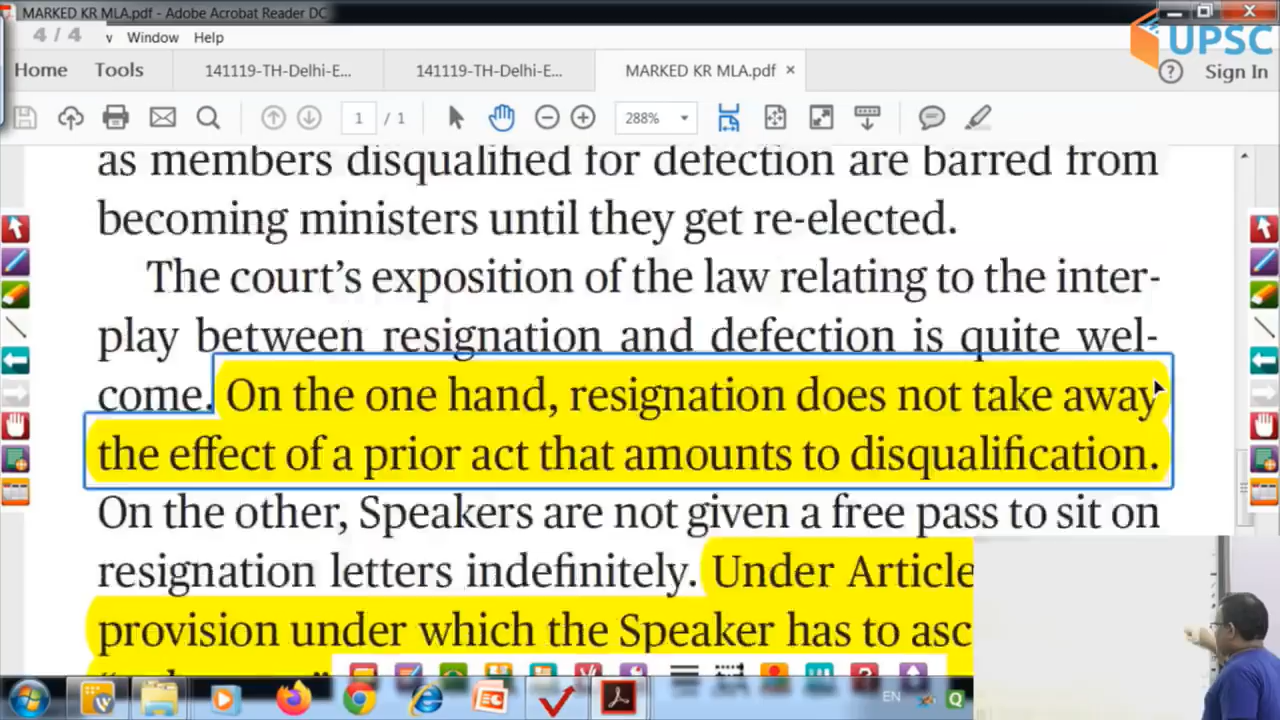 MARKED KR MLA.pdf - Adobe Acrobat Reader DC
4 / 4
Window Help
UPSC
Home Tools 141119-TH-Delhi-E... 141119-TH-Delhi-E... MARKED KR MLA.pdf × Sign In
1 / 1 288%
as members disqualified for defection are barred from
becoming ministers until they get re-elected.
The court's exposition of the law relating to the inter-
play between resignation and defection is quite wel-
come. On the one hand, resignation does not take away
the effect of a prior act that amounts to disqualification.
On the other, Speakers are not given a free pass to sit on
resignation letters indefinitely. Under Article
provision under which the Speaker has to asc
EN